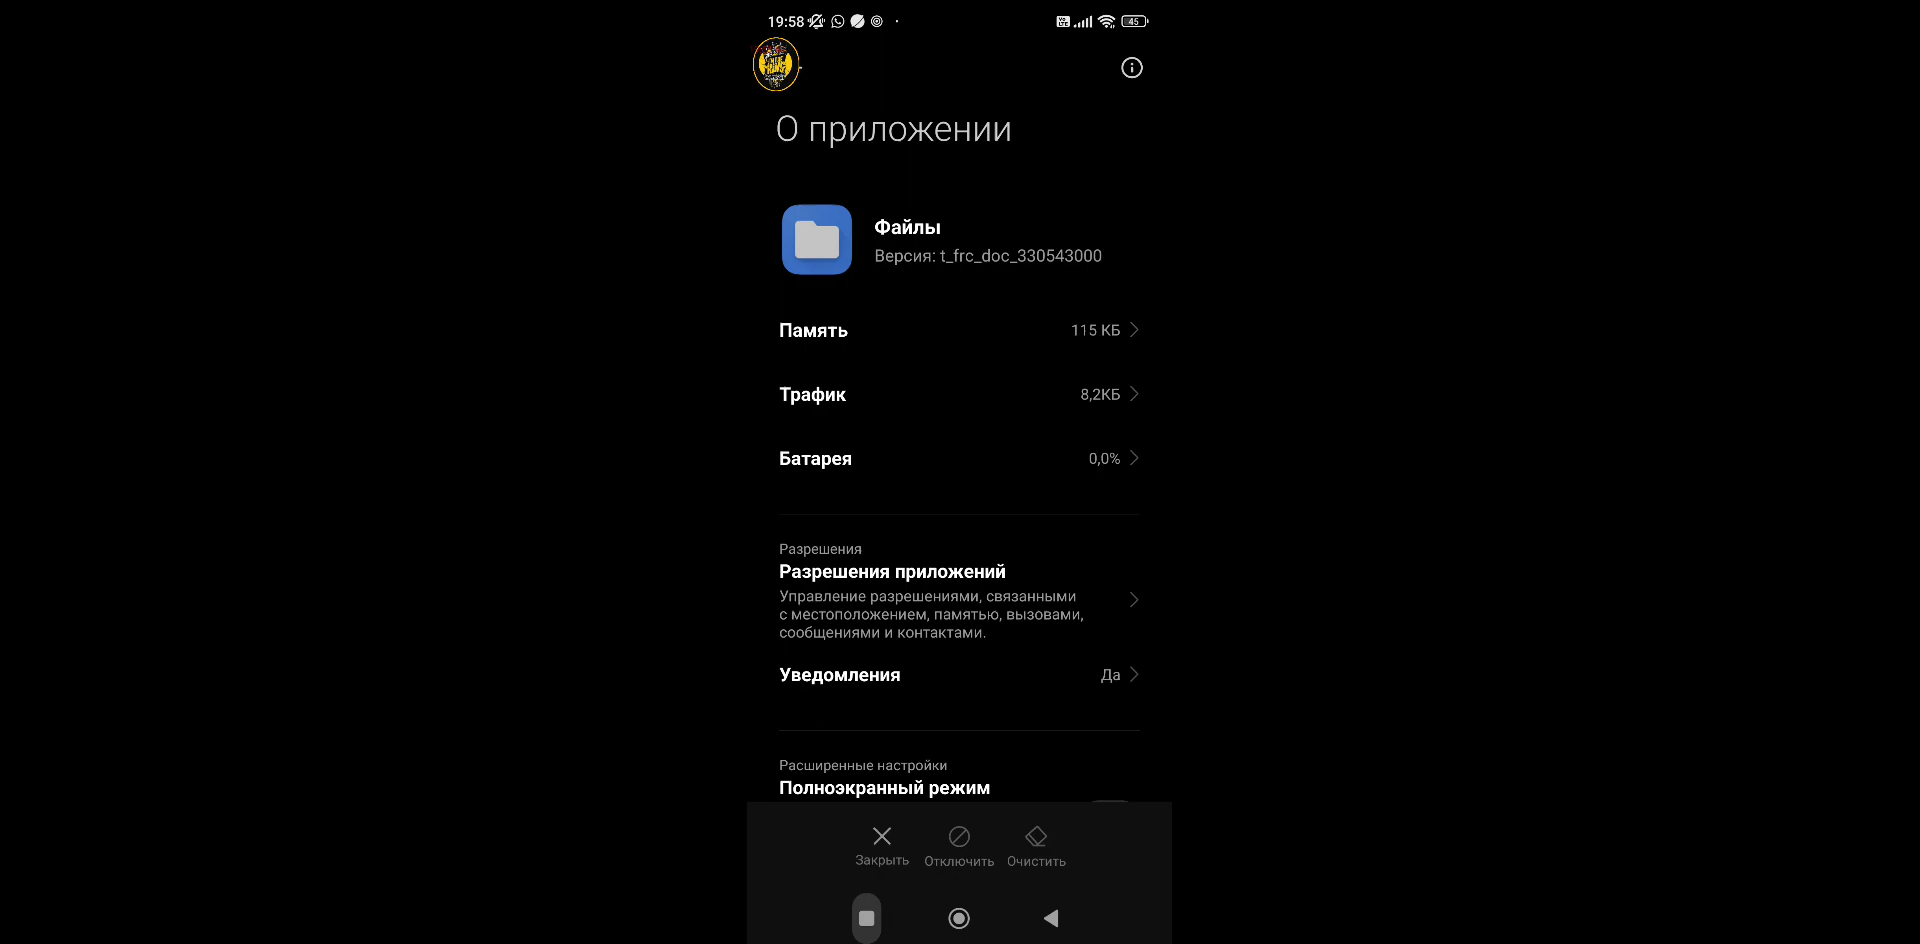 19:58
45
О приложении
Файлы
Версия: t_frc_doc_330543000
Память
115 КБ
Трафик
8,2КБ
Батарея
0,0%
Разрешения
Разрешения приложений
Управление разрешениями, связанными
с местоположением, памятью, вызовами,
сообщениями и контактами.
Уведомления
Да
Расширенные настройки
Полноэкранный режим
Закрыть
Отключить
Очистить